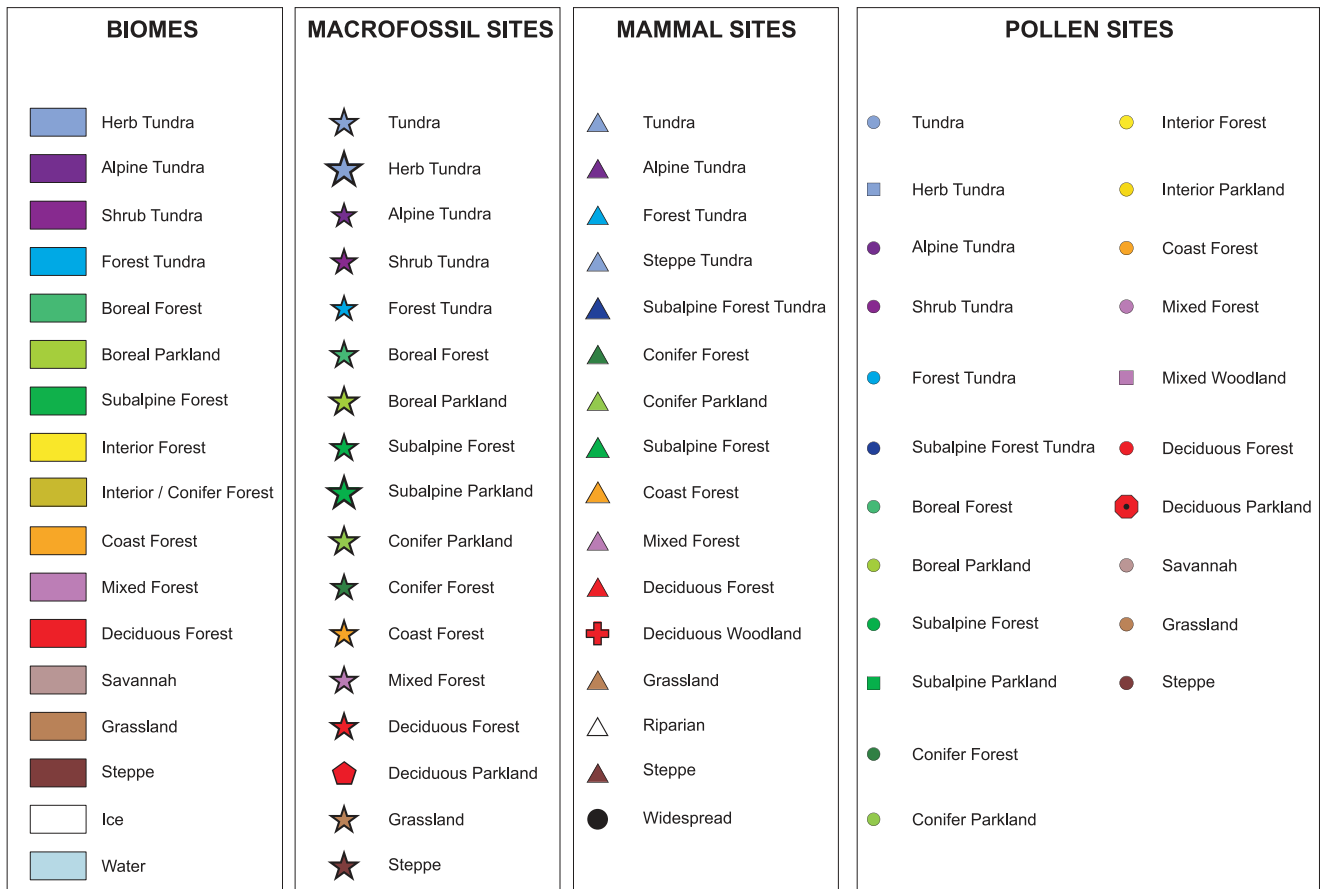 BIOMES
Herb Tundra
Alpine Tundra
Shrub Tundra
Forest Tundra
Boreal Forest
Boreal Parkland
Subalpine Forest
Interior Forest
Interior / Conifer Forest
Coast Forest
Mixed Forest
Deciduous Forest
Savannah
Grassland
Steppe
Ice
Water
MACROFOSSIL SITES
Tundra
Herb Tundra
Alpine Tundra
Shrub Tundra
Forest Tundra
Boreal Forest
Boreal Parkland
Subalpine Forest
Subalpine Parkland
Conifer Parkland
Conifer Forest
Coast Forest
Mixed Forest
Deciduous Forest
Deciduous Parkland
Grassland
Steppe
MAMMAL SITES
Tundra
Alpine Tundra
Forest Tundra
Steppe Tundra
Subalpine Forest Tundra
Conifer Forest
Conifer Parkland
Subalpine Forest
Coast Forest
Mixed Forest
Deciduous Forest
Deciduous Woodland
Grassland
Riparian
Steppe
Widespread
POLLEN SITES
Tundra
Herb Tundra
Alpine Tundra
Shrub Tundra
Forest Tundra
Subalpine Forest Tundra
Boreal Forest
Boreal Parkland
Subalpine Forest
Subalpine Parkland
Conifer Forest
Conifer Parkland
Interior Forest
Interior Parkland
Coast Forest
Mixed Forest
Mixed Woodland
Deciduous Forest
Deciduous Parkland
Savannah
Grassland
Steppe